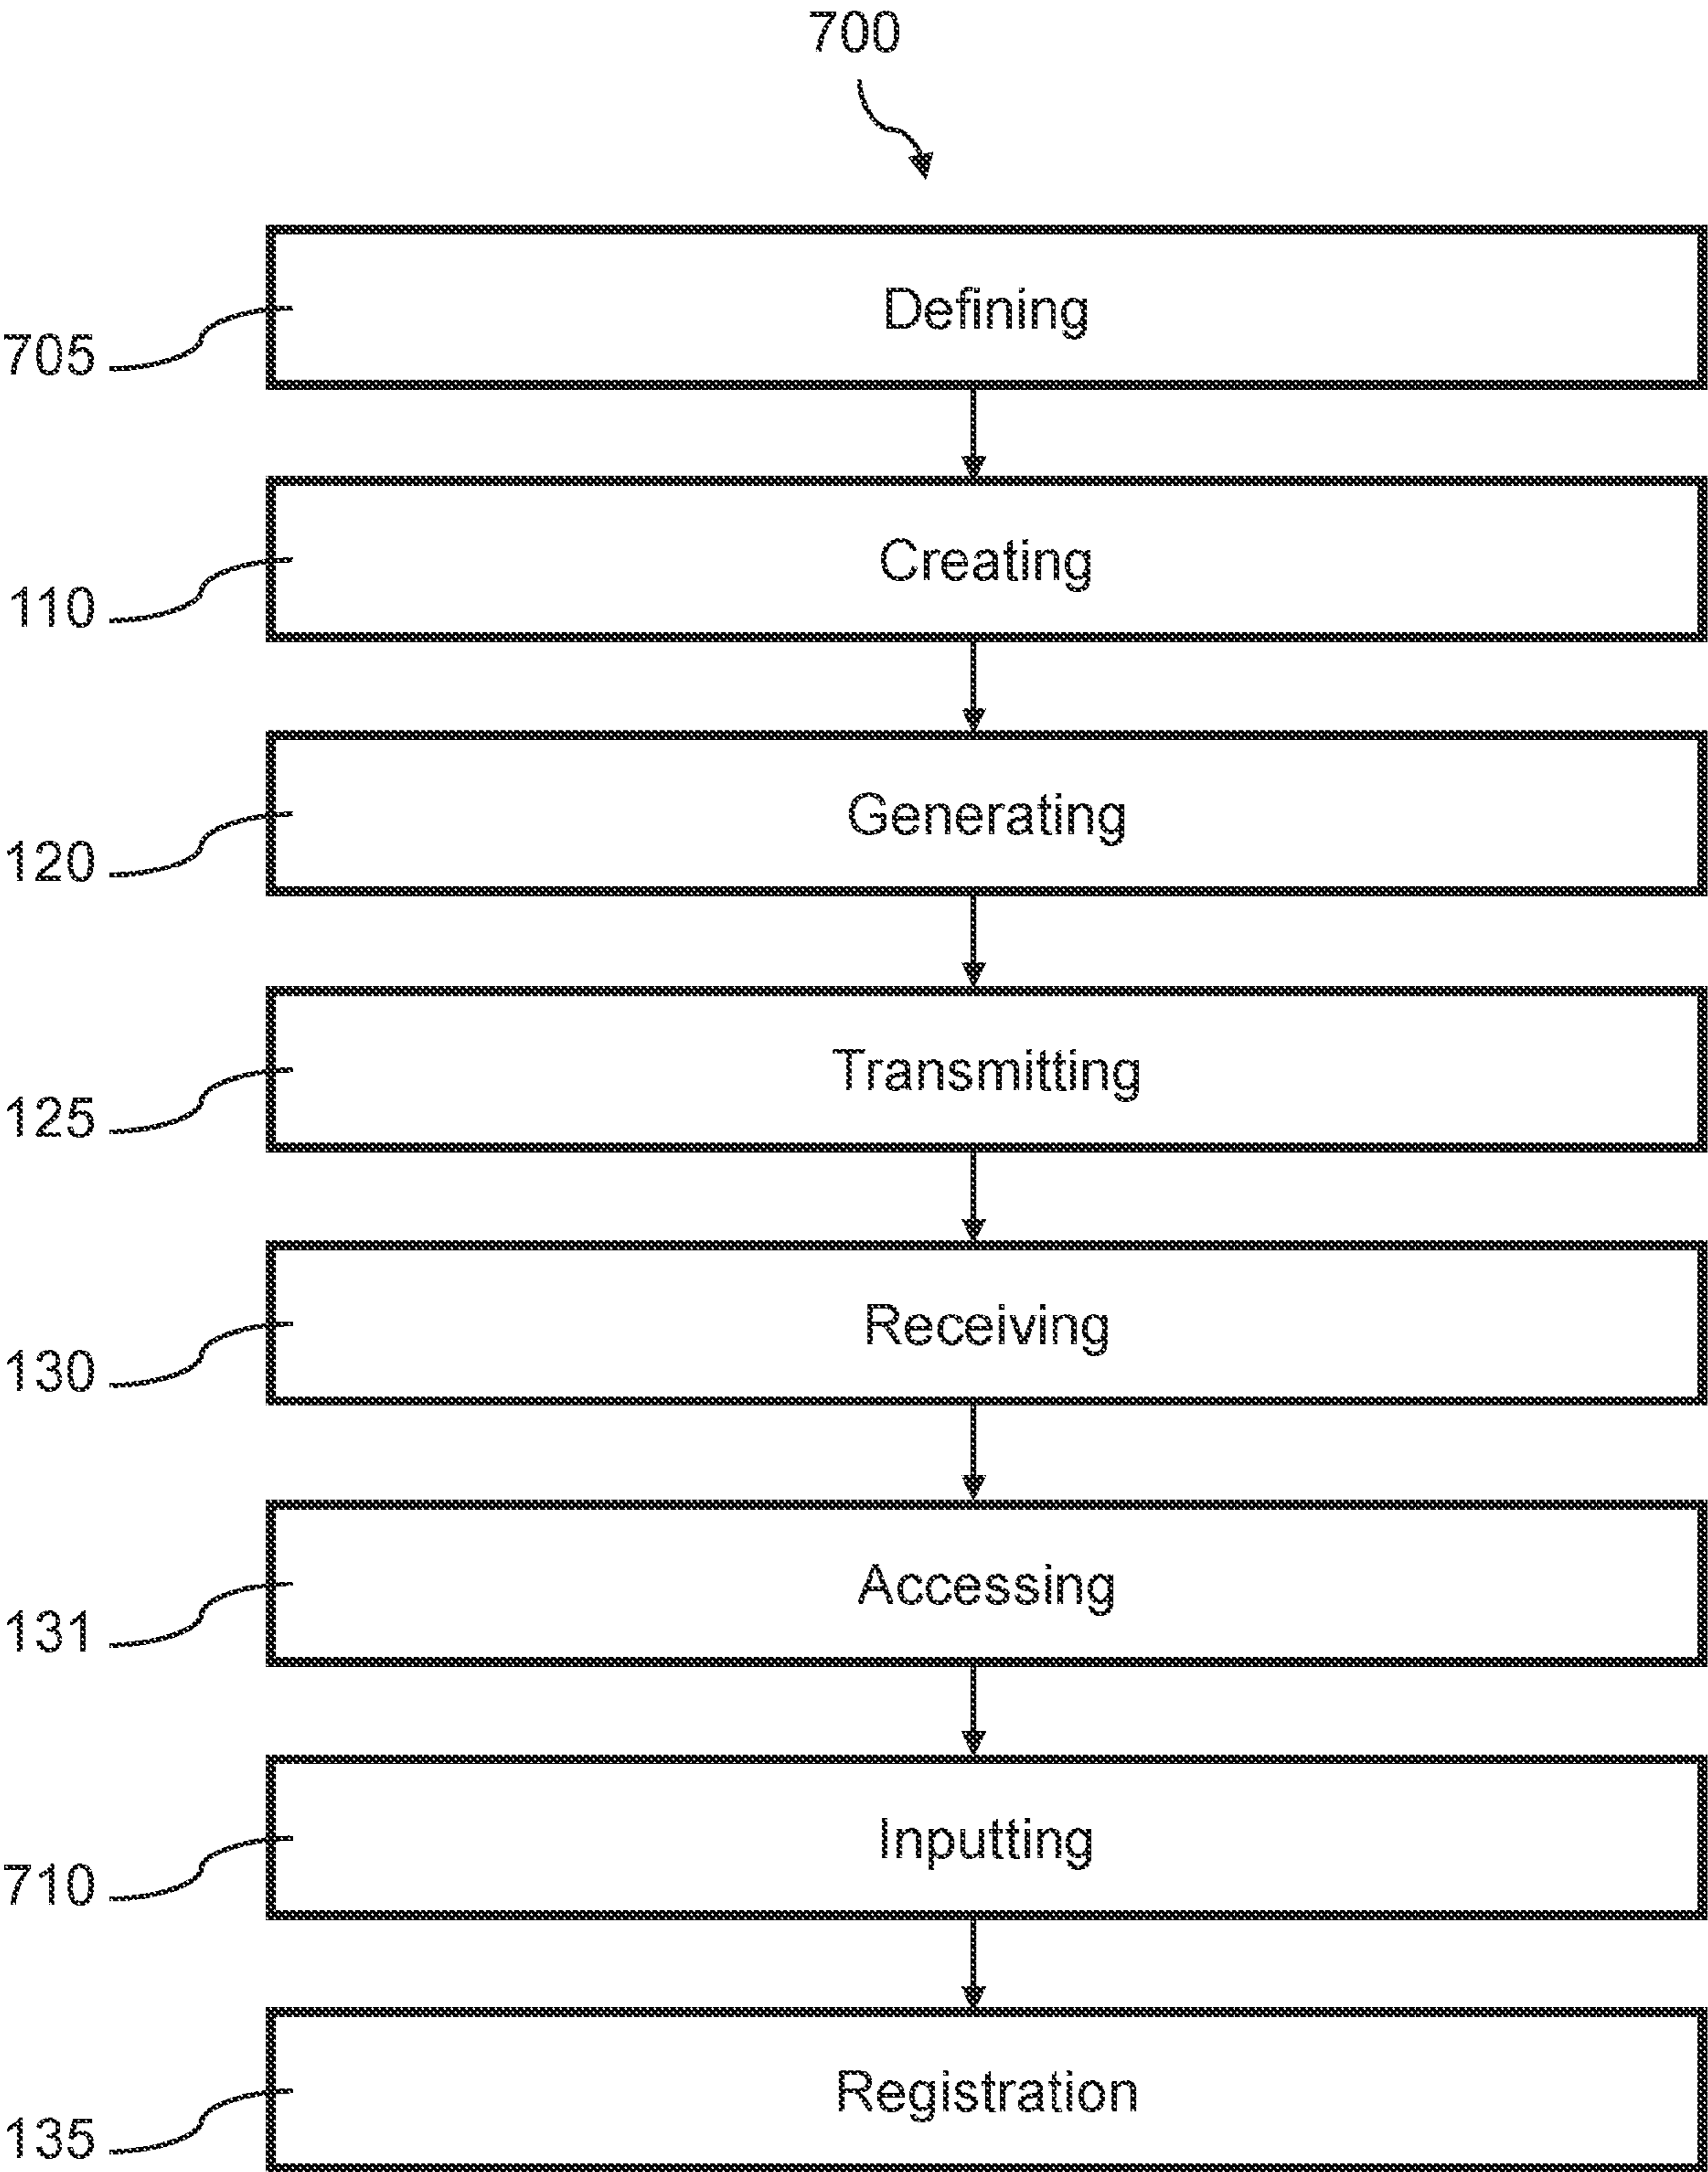 700
Defining
705
Creating
110
Generating
120
Transmitting
125
Receiving
130
Accessing
131
Inputting
710
Registration
135